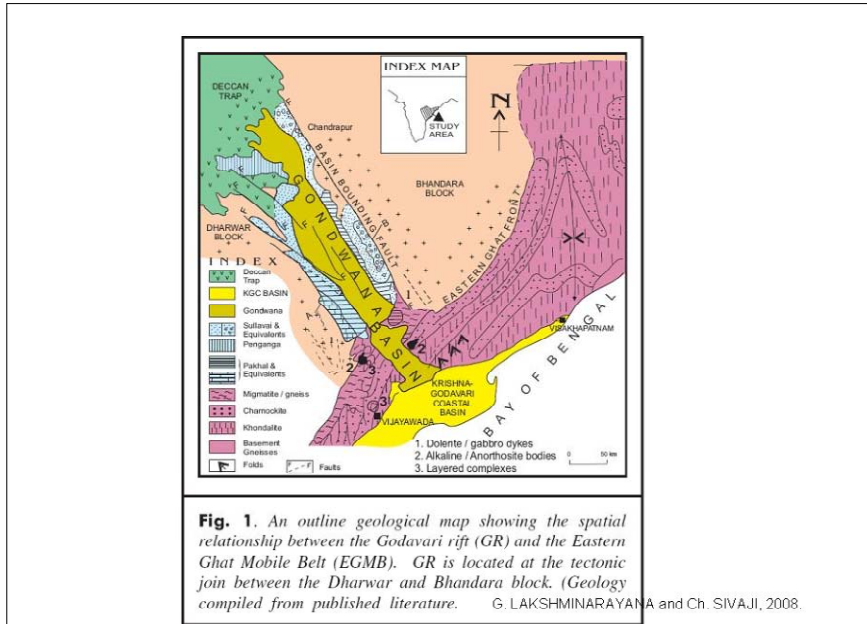 INDEX MAP
STUDY
AREA
N
DECCAN
TRAP
Chandrapur
BASIN BOUNDING FAULT
BHANDARA
BLOCK
GONDWANA
BASIN
EASTERN GHAT FRONT
DHARWAR
BLOCK
INDEX
Deccan
Trap
KGC BASIN
Gondwana
Sullavai &
Equivalents
Penganga
Pakhal &
Equivalents
Migmatite / gneiss
Charnockite
Khondalite
Basement
Gneisses
Folds
F F Faults
1
2
2
3
3
VISAKHAPATNAM
BAY OF BENGAL
KRISHNA-
GODAVARI
COASTAL
BASIN
VIJAYAWADA
1. Dolerite / gabbro dykes
2. Alkaline / Anorthosite bodies
3. Layered complexes
0 50 km
Fig. 1. An outline geological map showing the spatial
relationship between the Godavari rift (GR) and the Eastern
Ghat Mobile Belt (EGMB). GR is located at the tectonic
join between the Dharwar and Bhandara block. (Geology
compiled from published literature. G. LAKSHMINARAYANA and Ch. SIVAJI, 2008.